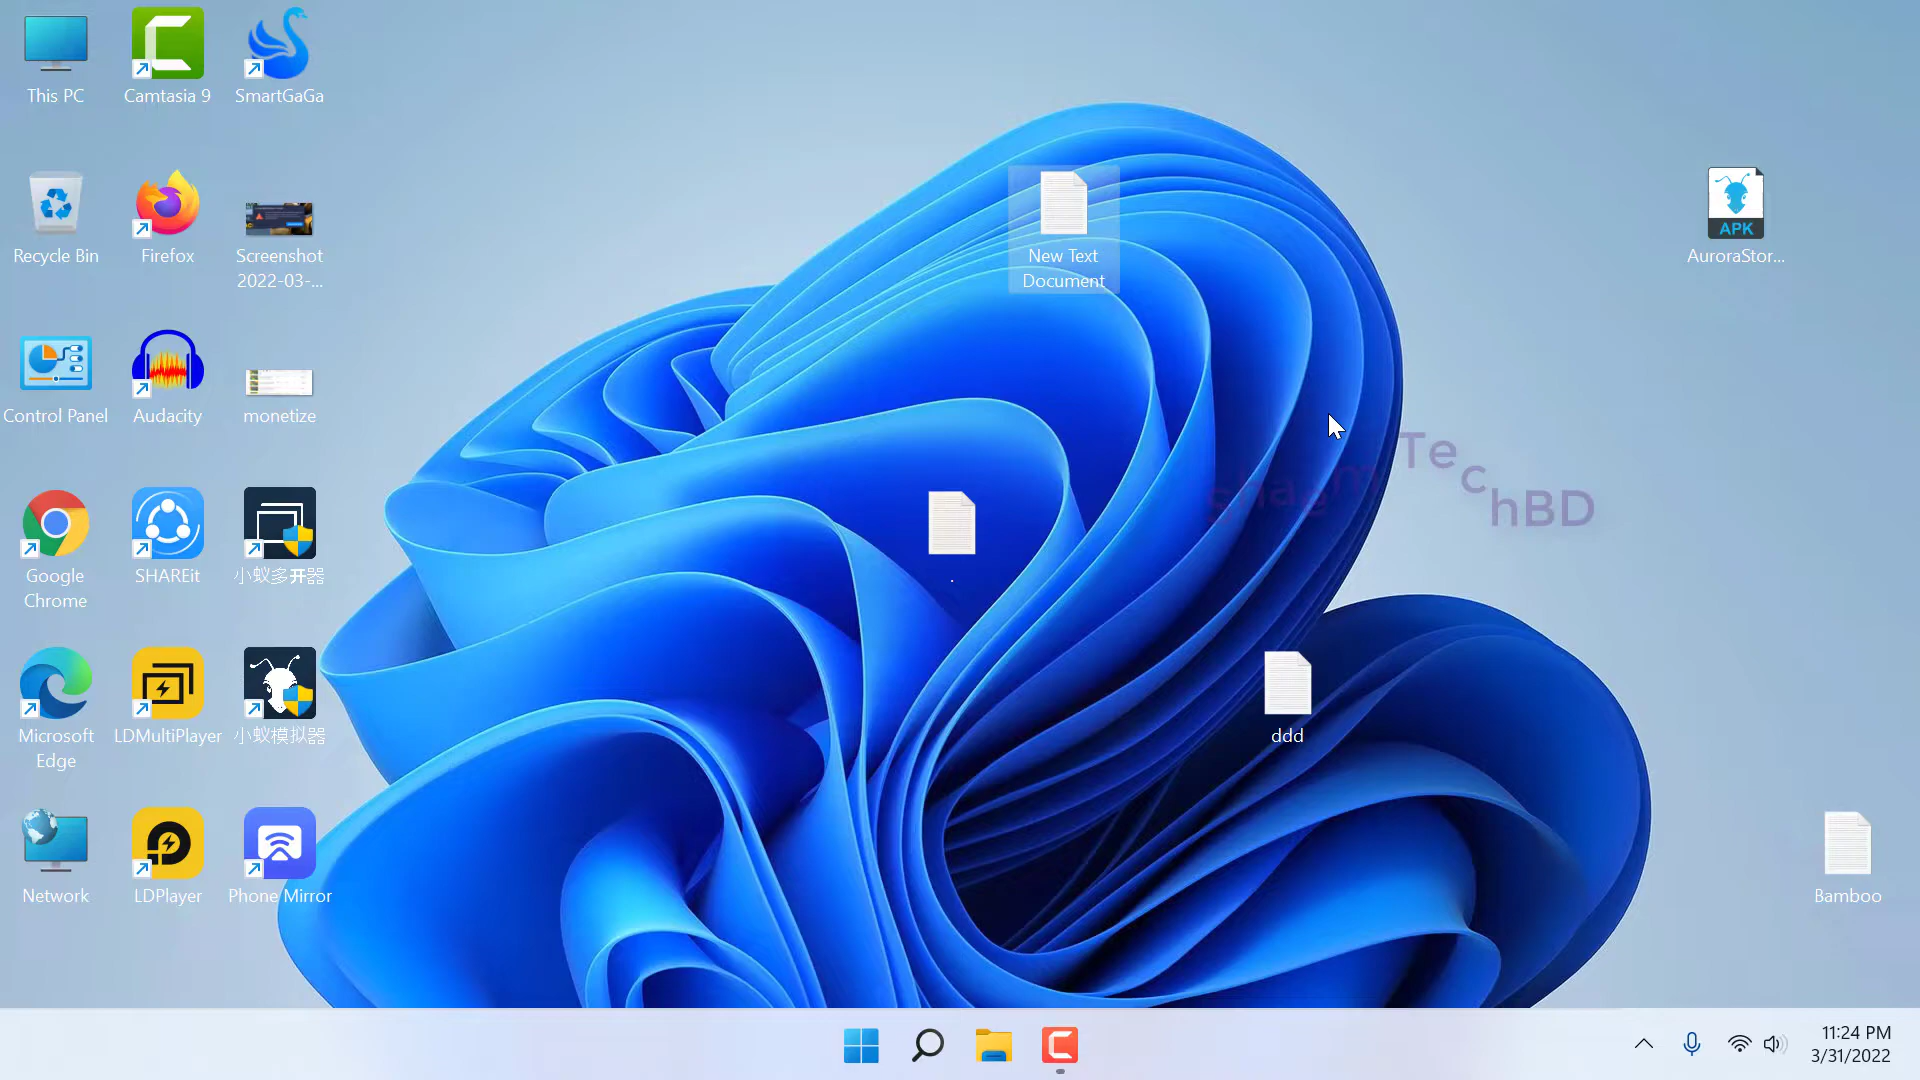 This PC
Camtasia 9
SmartGaGa
Recycle Bin
Firefox
Screenshot
2022-03-...
New Text
Document
APK
AuroraStor...
Control Panel
Audacity
monetize
Shagm TechBD
Google
Chrome
SHAREit
小蚁多开器
.
Microsoft
Edge
LDMultiPlayer
小蚁模拟器
ddd
Network
LDPlayer
Phone Mirror
Bamboo
11:24 PM
3/31/2022